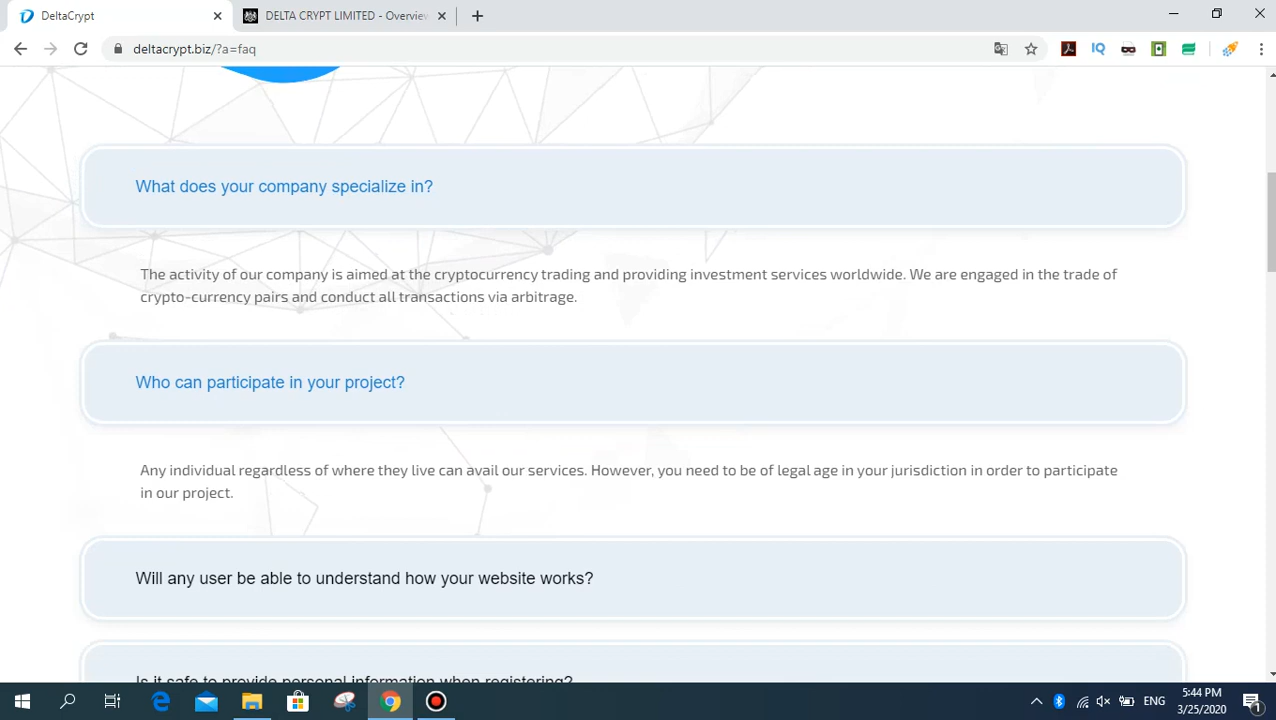 DeltaCrypt
DELTA CRYPT LIMITED - Overview
deltacrypt.biz/?a=faq
IQ
What does your company specialize in?
The activity of our company is aimed at the cryptocurrency trading and providing investment services worldwide. We are engaged in the trade of
crypto-currency pairs and conduct all transactions via arbitrage.
Who can participate in your project?
Any individual regardless of where they live can avail our services. However, you need to be of legal age in your jurisdiction in order to participate
in our project.
Will any user be able to understand how your website works?
Is it safe to provide personal information when registering?
ENG
5:44 PM
3/25/2020
1